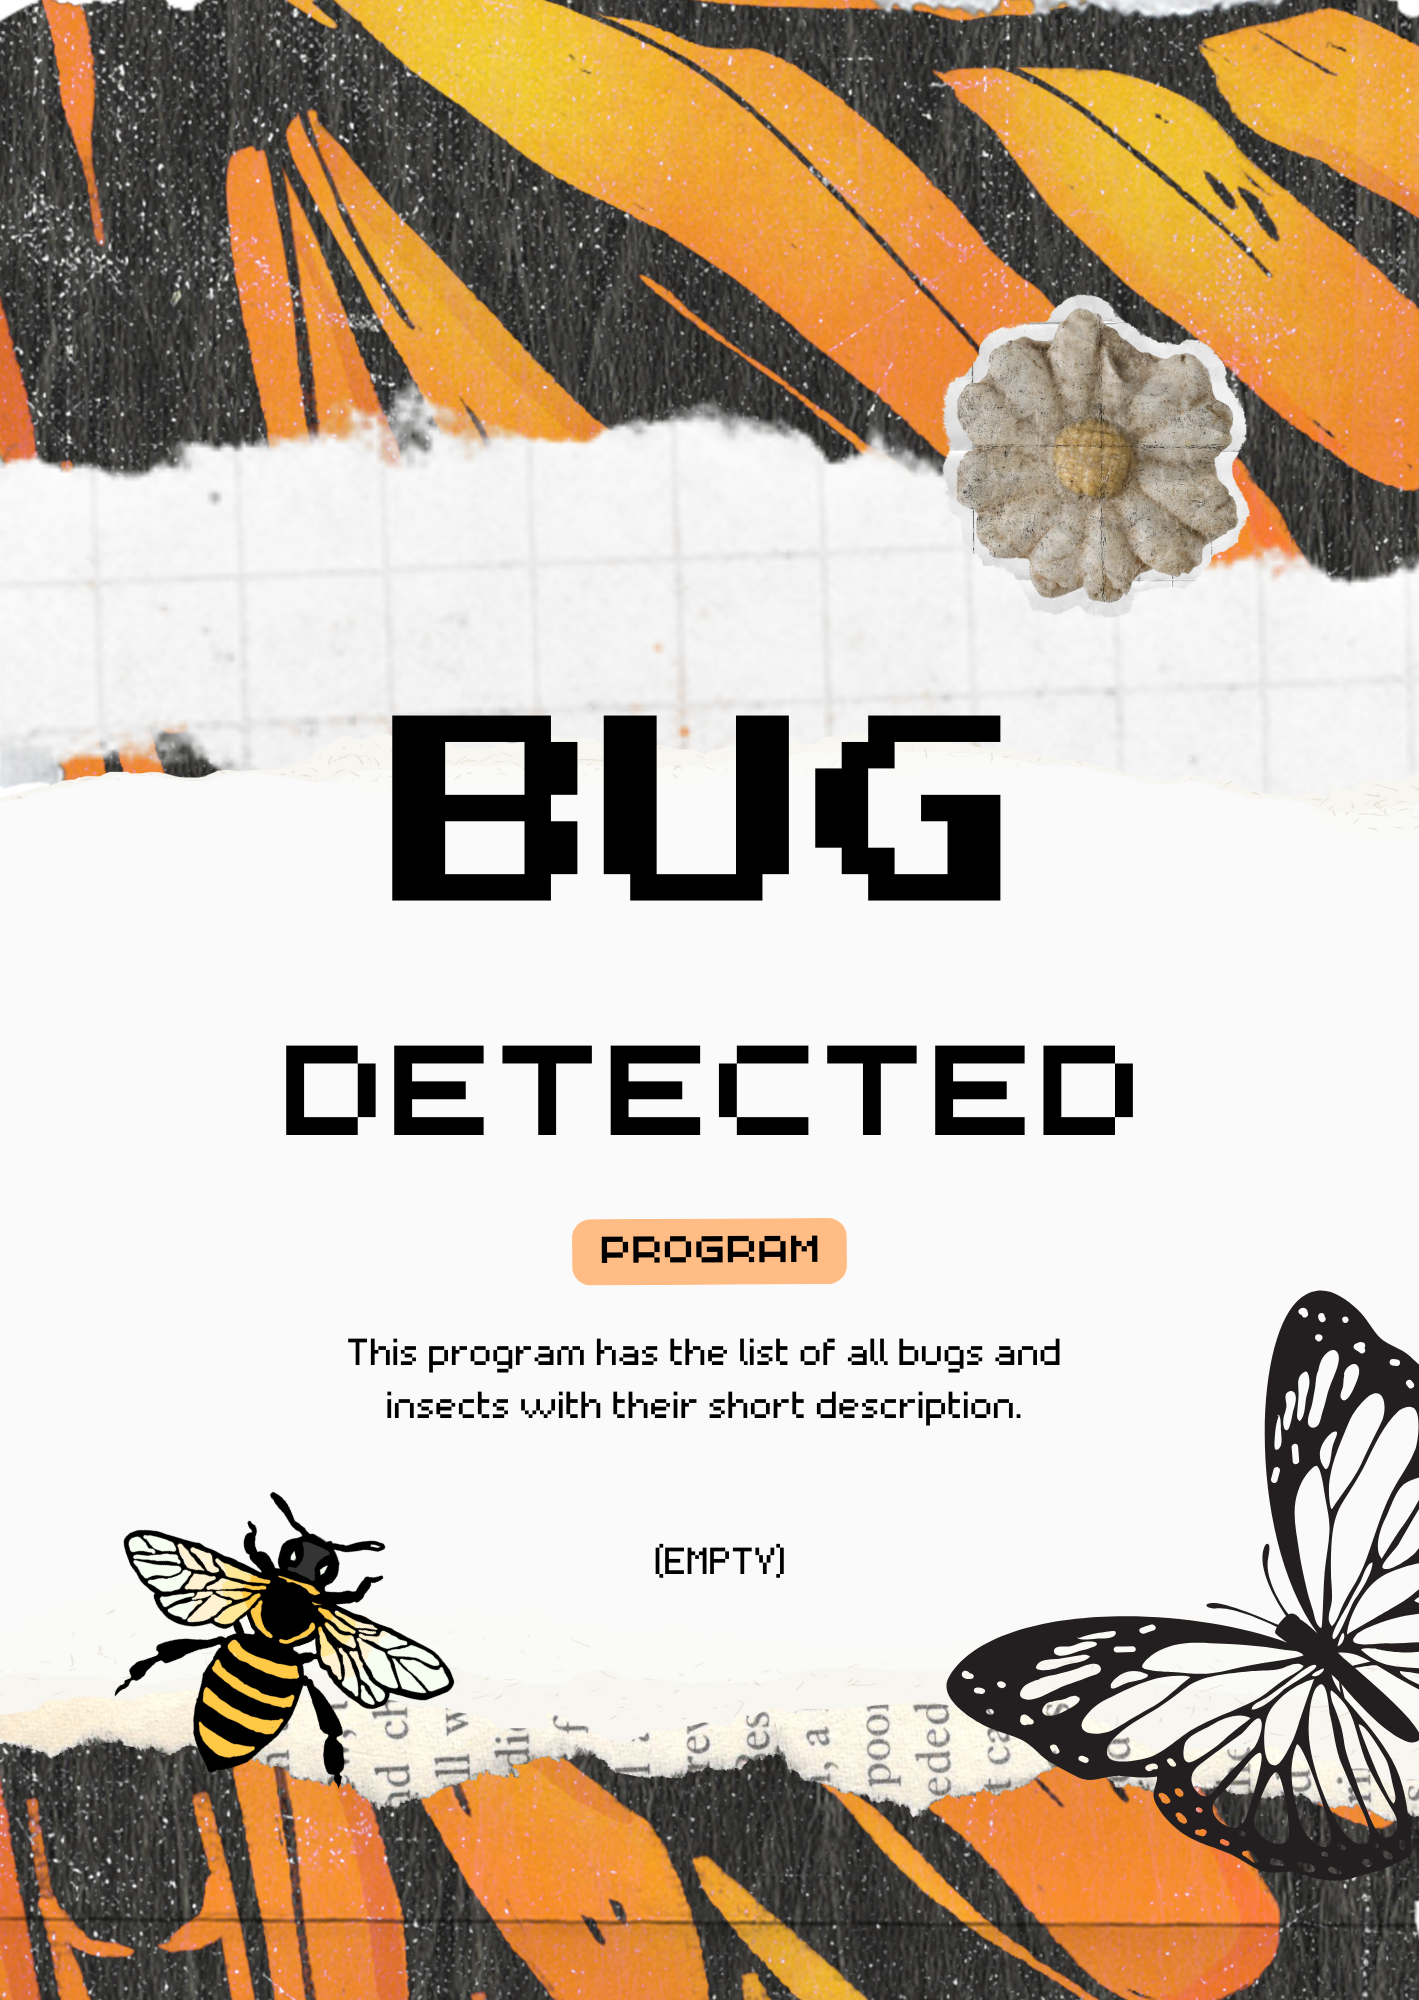 BUG
DETECTED
PROGRAM
This program has the list of all bugs and
insects with their short description.
(EMPTY)